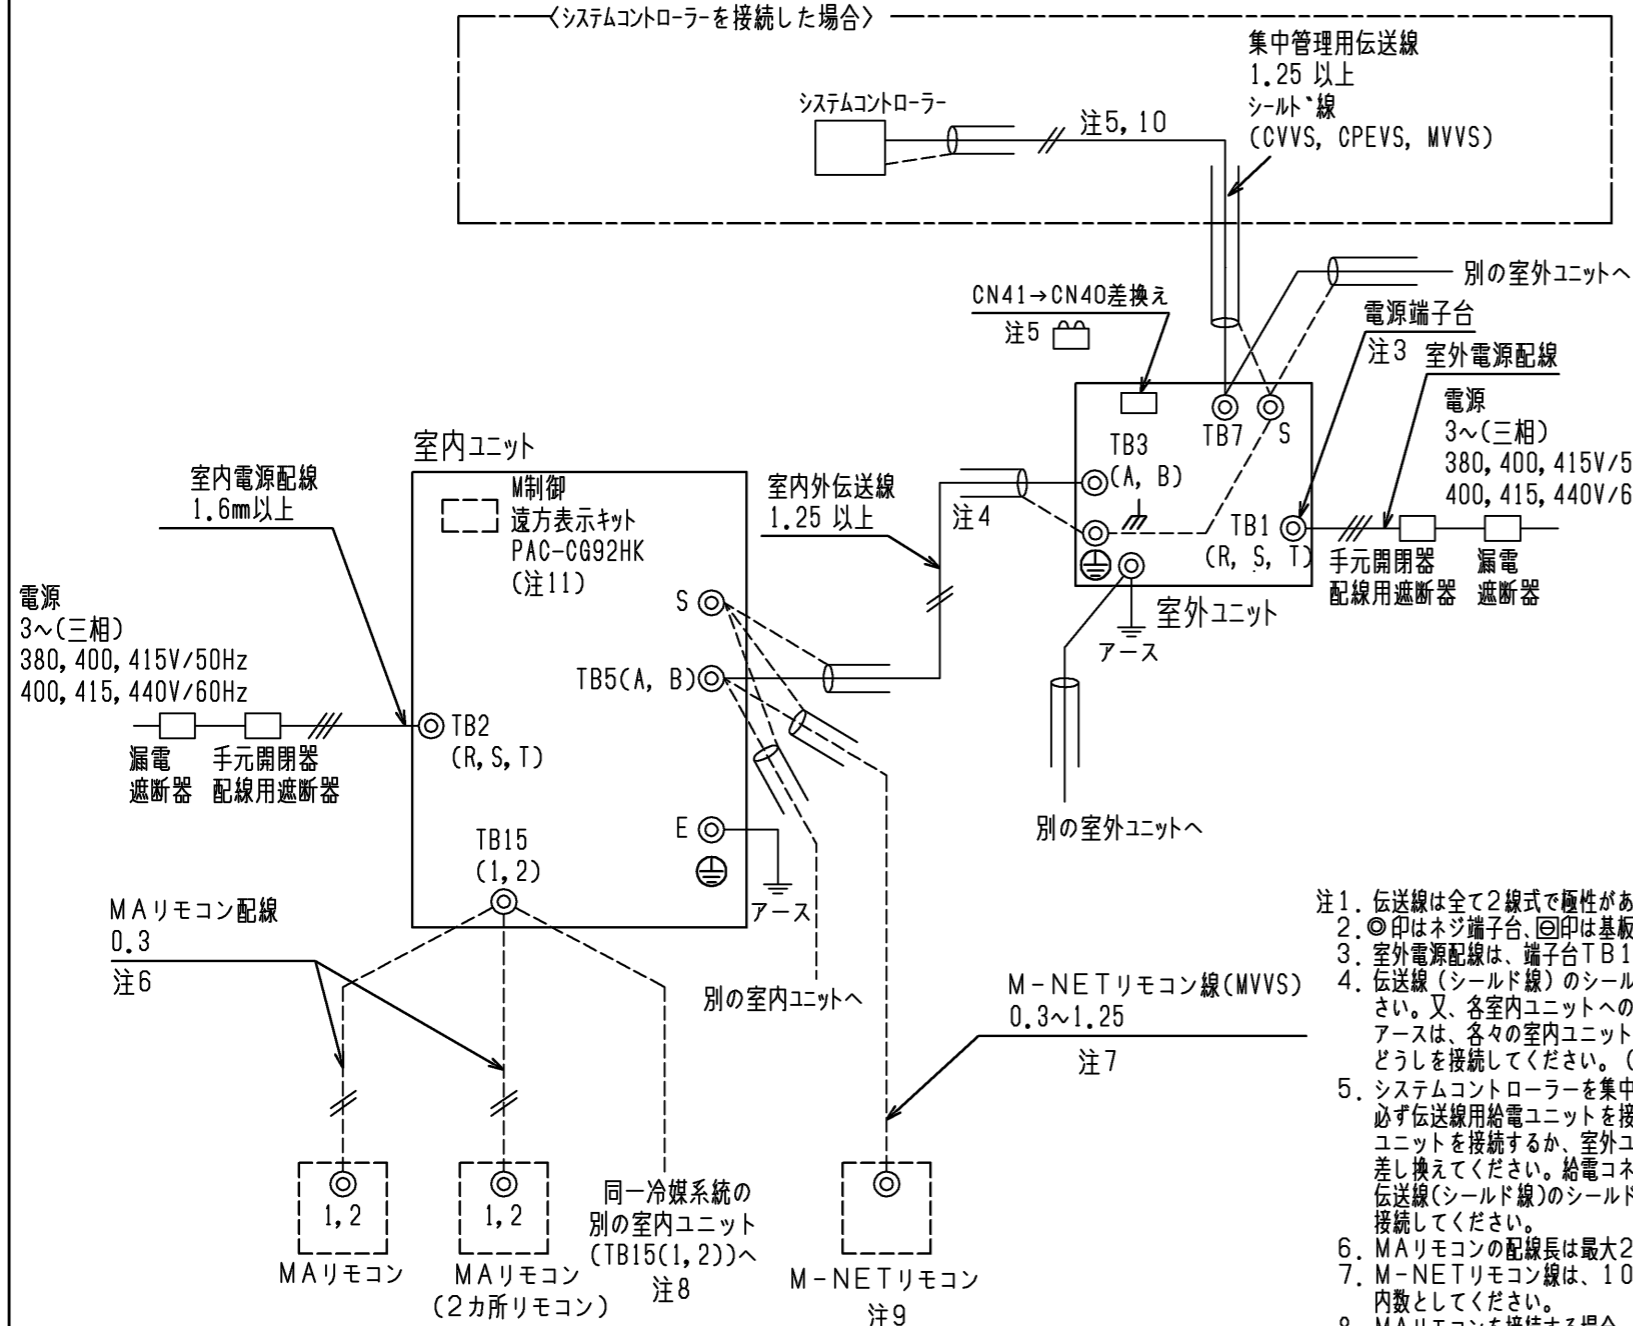 〈システムコントローラーを接続した場合〉
集中管理用伝送線
1.25 以上
シールド線
(CVVS, CPEVS, MVVS)
システムコントローラー
注5, 10
別の室外ユニットへ
CN41→CN40差換え
注5
電源端子台
注3
室外電源配線
電源
3~(三相)
380, 400, 415V/5
400, 415, 440V/6
TB3
(A, B)
TB7
S
TB1
(R, S, T)
手元開閉器
配線用遮断器
漏電
遮断器
室外ユニット
アース
別の室外ユニットへ
室内外伝送線
1.25 以上
注4
室内ユニット
M制御
遠方表示キット
PAC-CG92HK
(注11)
室内電源配線
1.6mm以上
電源
3~(三相)
380, 400, 415V/50Hz
400, 415, 440V/60Hz
漏電
遮断器
手元開閉器
配線用遮断器
TB2
(R, S, T)
S
TB5(A, B)
E
アース
TB15
(1, 2)
MAリモコン配線
0.3
注6
別の室内ユニットへ
M-NETリモコン線(MVVS)
0.3~1.25
注7
1, 2
MAリモコン
1, 2
MAリモコン
(2カ所リモコン)
同一冷媒系統の
別の室内ユニット
(TB15(1, 2))へ
注8
M-NETリモコン
注9
注1. 伝送線は全て2線式で極性があ
2. ◎印はネジ端子台、回印は基板
3. 室外電源配線は、端子台TB1
4. 伝送線(シールド線)のシール
さい。又、各室内ユニットへの
アースは、各々の室内ユニット
どうしを接続してください。(
5. システムコントローラーを集中
必ず伝送線用給電ユニットを接
ユニットを接続するか、室外ユ
差し換えてください。給電コネ
伝送線(シールド線)のシールド
接続してください。
6. MAリモコンの配線長は最大2
7. M-NETリモコン線は、10
内数としてください。
8. MAリモコンを接続する場合